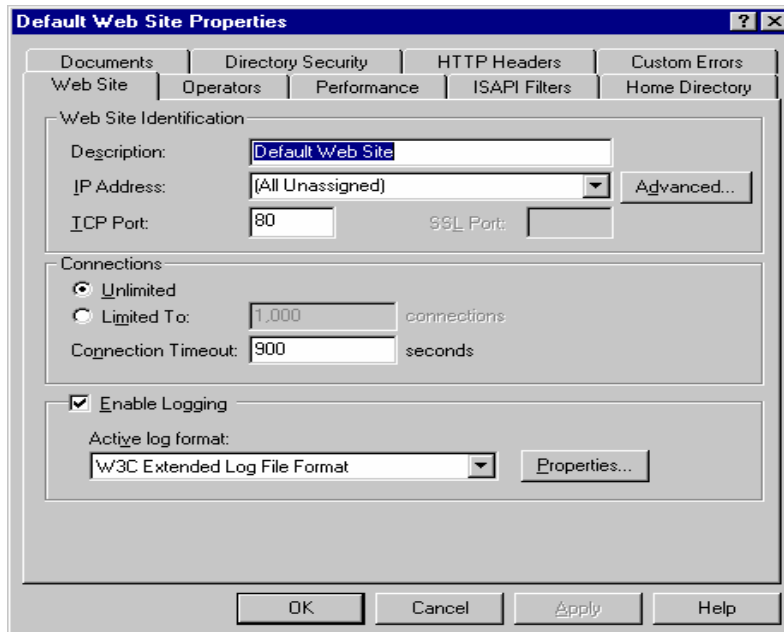 Default Web Site Properties ? X
Documents Directory Security HTTP Headers Custom Errors
Web Site Operators Performance ISAPI Filters Home Directory
Web Site Identification
Description: Default Web Site
IP Address: (All Unassigned) Advanced...
TCP Port: 80 SSL Port:
Connections
Unlimited
Limited To: 1,000 connections
Connection Timeout: 900 seconds
Enable Logging
Active log format:
W3C Extended Log File Format Properties...
OK Cancel Apply Help